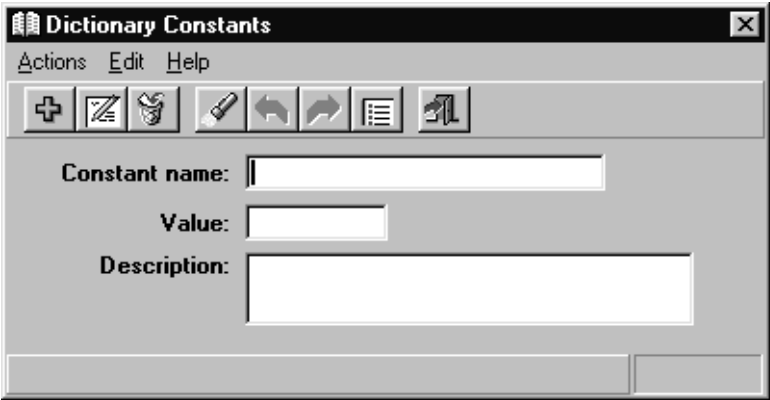 Dictionary Constants
Actions Edit Help
Constant name:
Value:
Description: